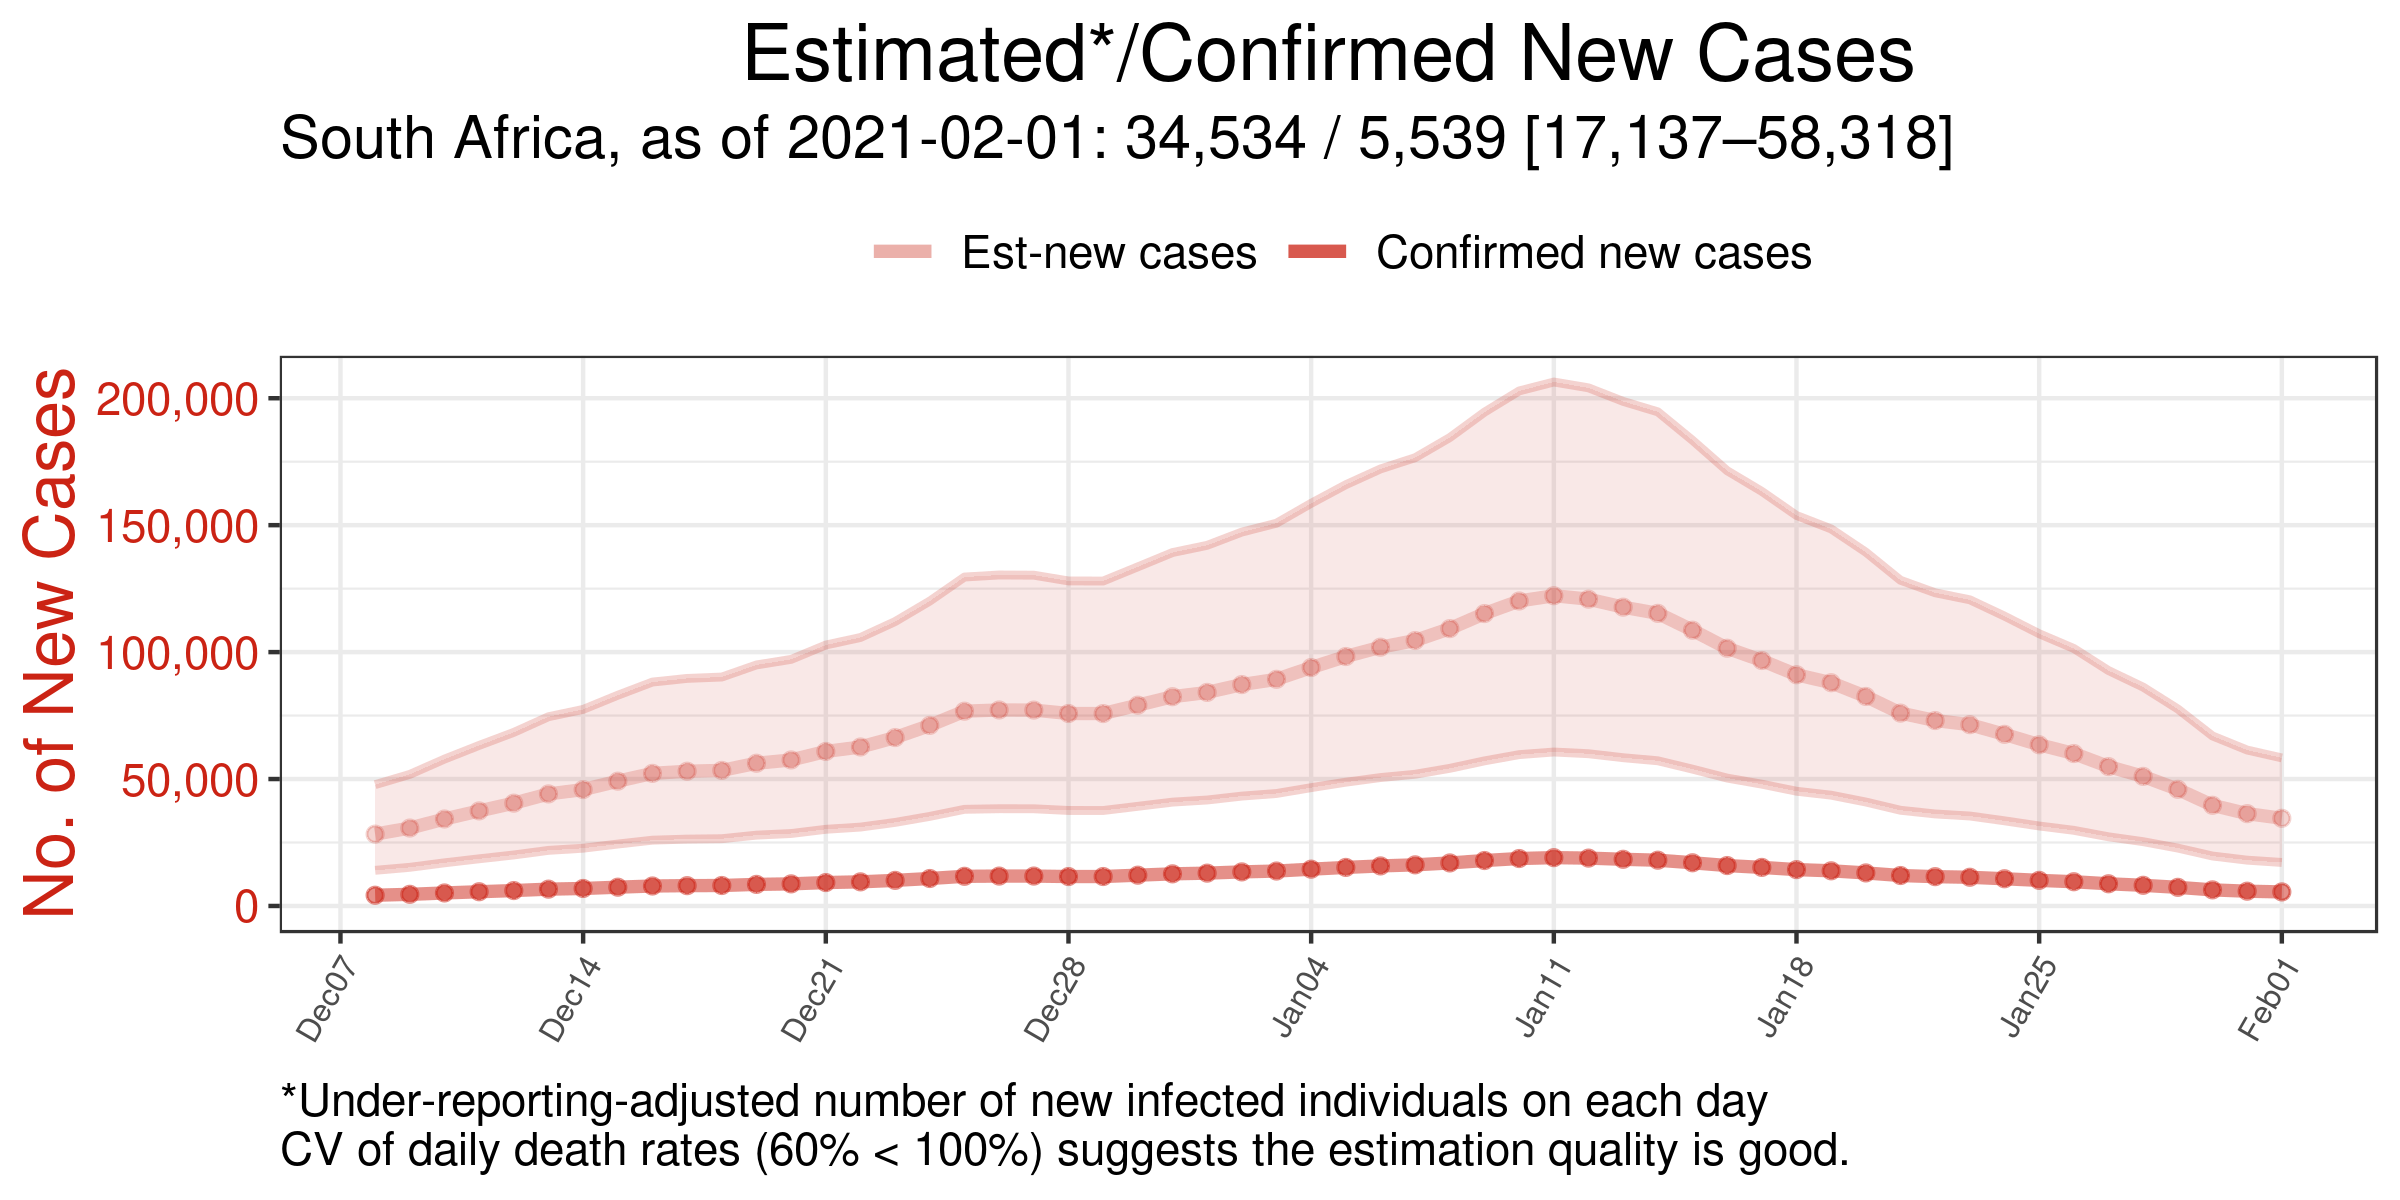 Estimated*/Confirmed New Cases
South Africa, as of 2021-02-01: 34,534 / 5,539 [17,137–58,318]
Est-new cases
Confirmed new cases
No. of New Cases
200,000
150,000
100,000
50,000
0
Dec07
Dec14
Dec21
Dec28
Jan04
Jan11
Jan18
Jan25
Feb01
*Under-reporting-adjusted number of new infected individuals on each day
CV of daily death rates (60% < 100%) suggests the estimation quality is good.